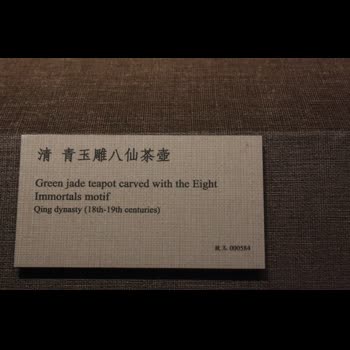 清 青玉雕八仙茶壺
Green jade teapot carved with the Eight
Immortals motif
Qing dynasty (18th-19th centuries)
R. S. 000584